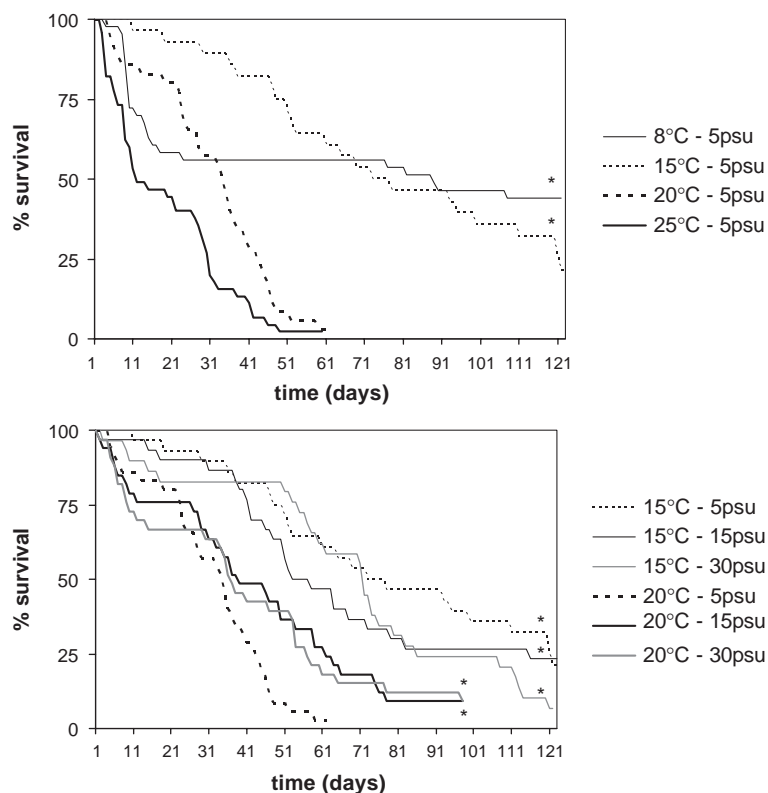 100
75
50
25
0
% survival
1 11 21 31 41 51 61 71 81 91 101 111 121
time (days)
*
*
8°C - 5psu
15°C - 5psu
20°C - 5psu
25°C - 5psu
100
75
50
25
0
% survival
1 11 21 31 41 51 61 71 81 91 101 111 121
time (days)
*
*
*
*
*
15°C - 5psu
15°C - 15psu
15°C - 30psu
20°C - 5psu
20°C - 15psu
20°C - 30psu